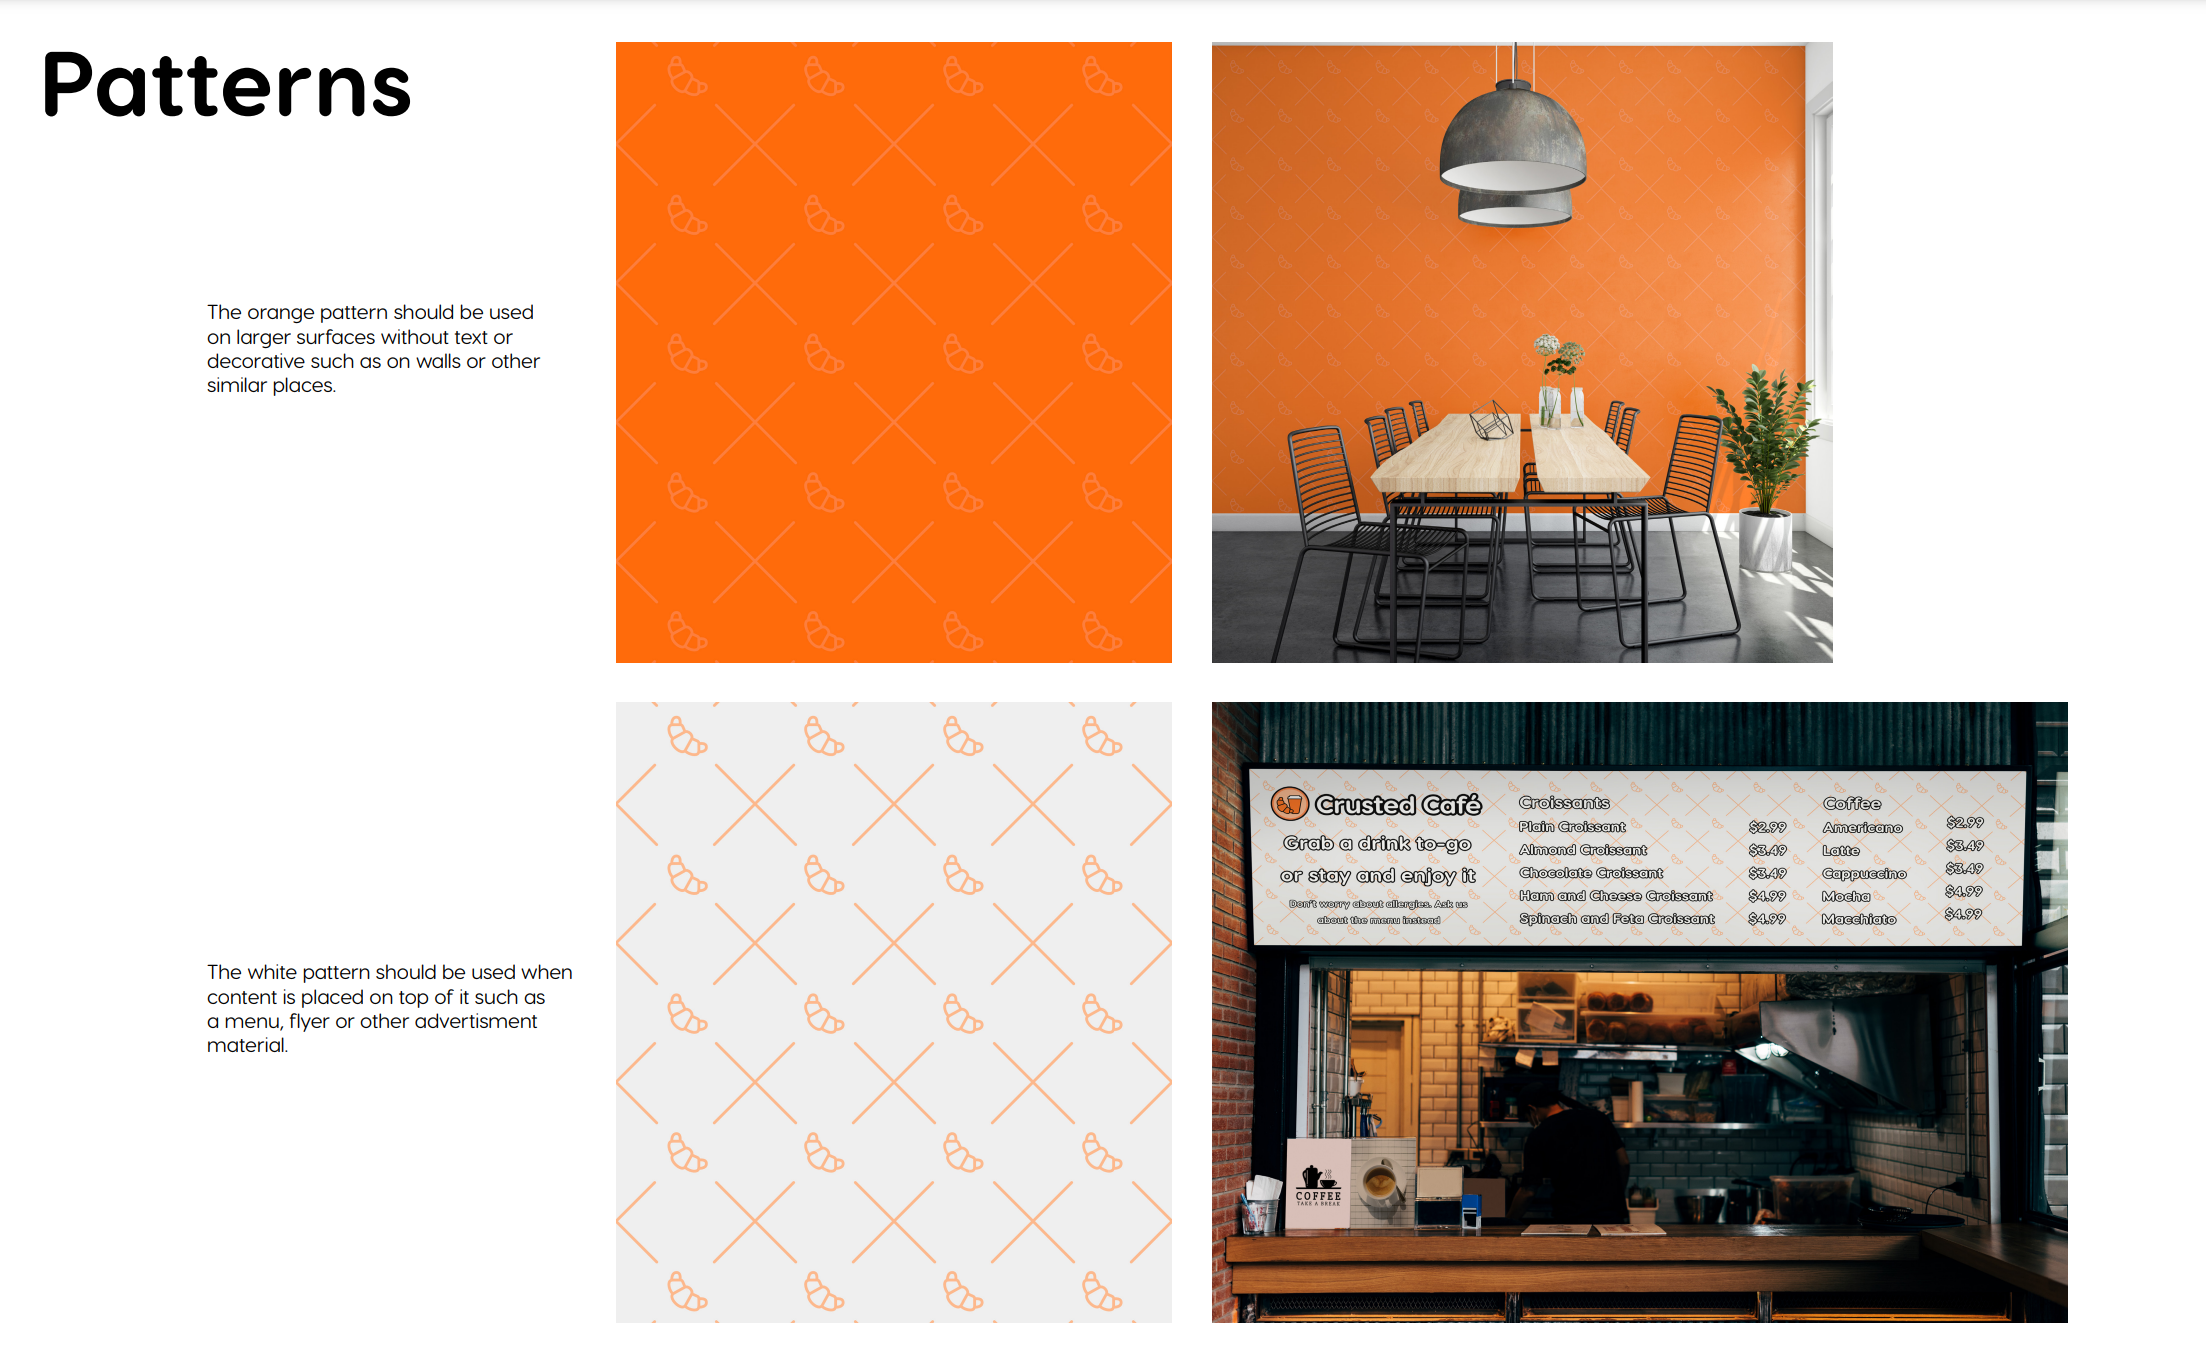 Patterns
The orange pattern should be used
on larger surfaces without text or
decorative such as on walls or other
similar places.
The white pattern should be used when
content is placed on top of it such as
a menu, flyer or other advertisment
material.
Crusted Café
Grab a drink to-go
or stay and enjoy it
Don't worry about allergies. Ask us
about the menu instead
Croissants
Plain Croissant $2.99
Almond Croissant $3.49
Chocolate Croissant $3.49
Ham and Cheese Croissant $4.99
Spinach and Feta Croissant $4.99
Coffee
Americano $2.99
Latte $3.49
Cappuccino $3.49
Mocha $4.99
Macchiato $4.99
COFFEE
TAKE A BREAK